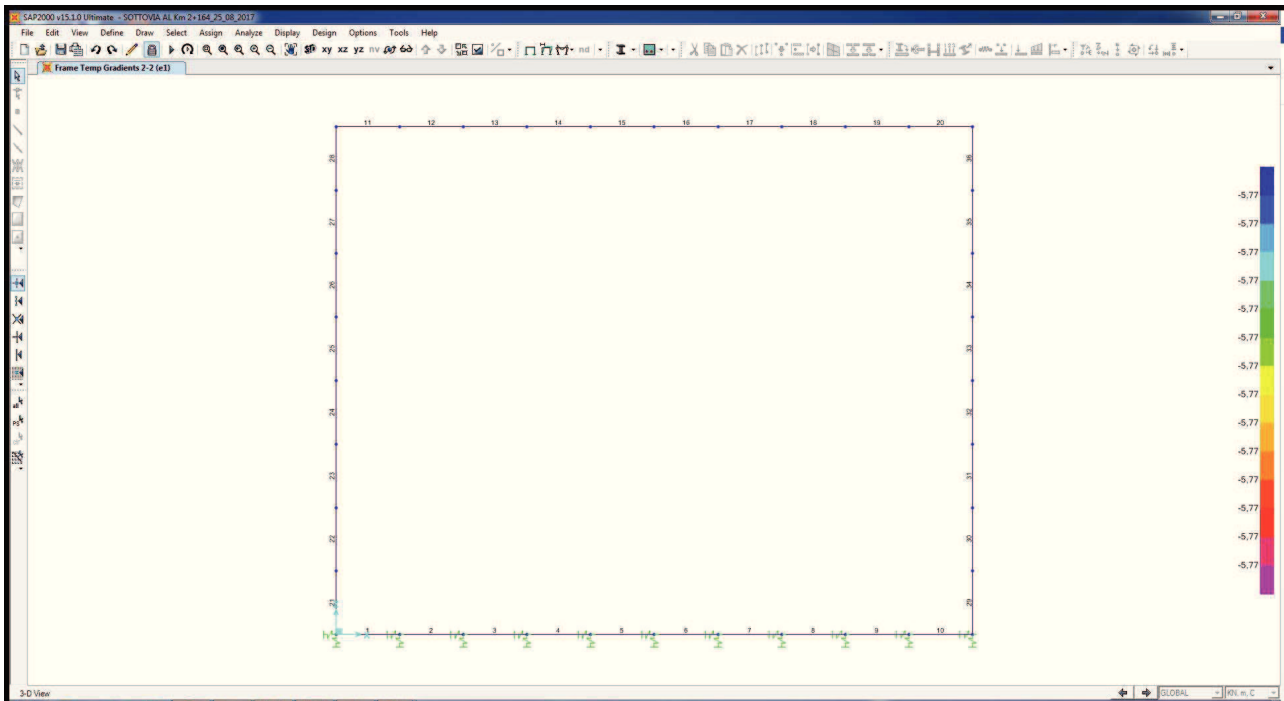 SAP2000 v15.1.0 Ultimate - SOTTOVIA AL Km 2+164_25_08_2017
File Edit View Define Draw Select Assign Analyze Display Design Options Tools Help
xy xz yz nv nd
Frame Temp Gradients 2-2 (e1)
11 12 13 14 15 16 17 18 19 20
28 36
-5,77
27 35
-5,77
-5,77
26 34
-5,77
-5,77
25 33
-5,77
-5,77
-5,77
24 32
-5,77
-5,77
23 31
-5,77
-5,77
22 30
-5,77
-5,77
21 29
1 2 3 4 5 6 7 8 9 10
all
PS
3-D View
GLOBAL
KN, m, C